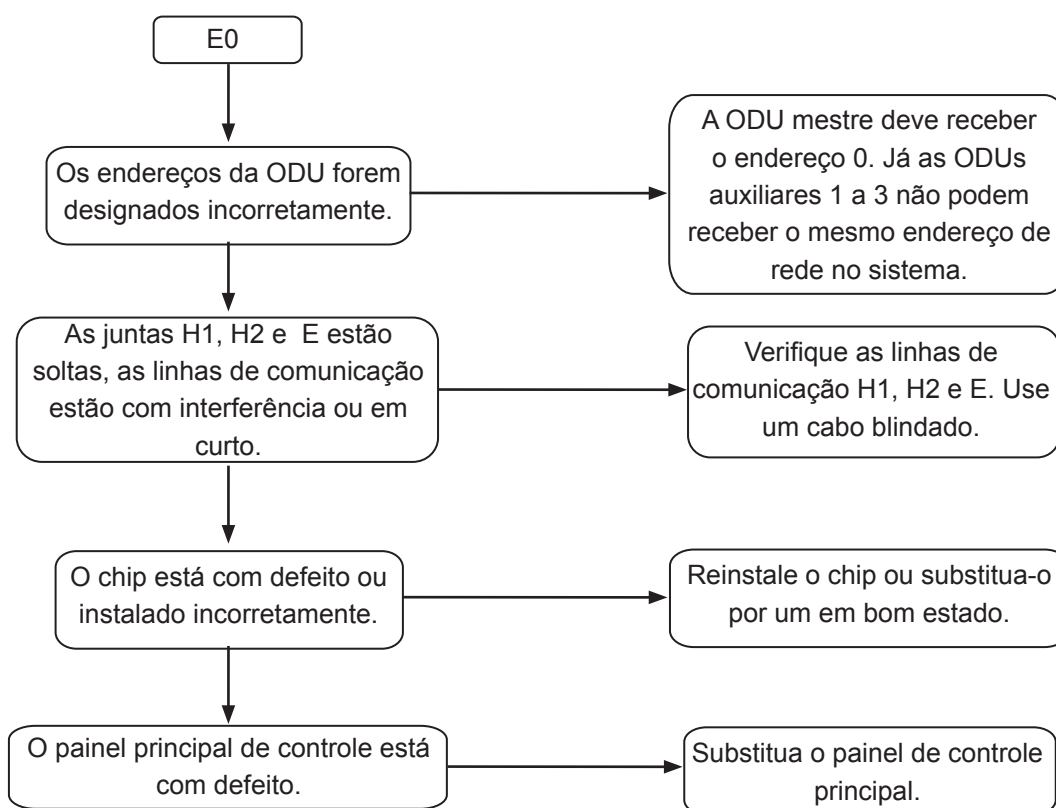 E0
Os endereços da ODU forem
designados incorretamente.
A ODU mestre deve receber
o endereço 0. Já as ODUs
auxiliares 1 a 3 não podem
receber o mesmo endereço de
rede no sistema.
As juntas H1, H2 e E estão
soltas, as linhas de comunicação
estão com interferência ou em
curto.
Verifique as linhas de
comunicação H1, H2 e E. Use
um cabo blindado.
O chip está com defeito ou
instalado incorretamente.
Reinstale o chip ou substitua-o
por um em bom estado.
O painel principal de controle está
com defeito.
Substitua o painel de controle
principal.